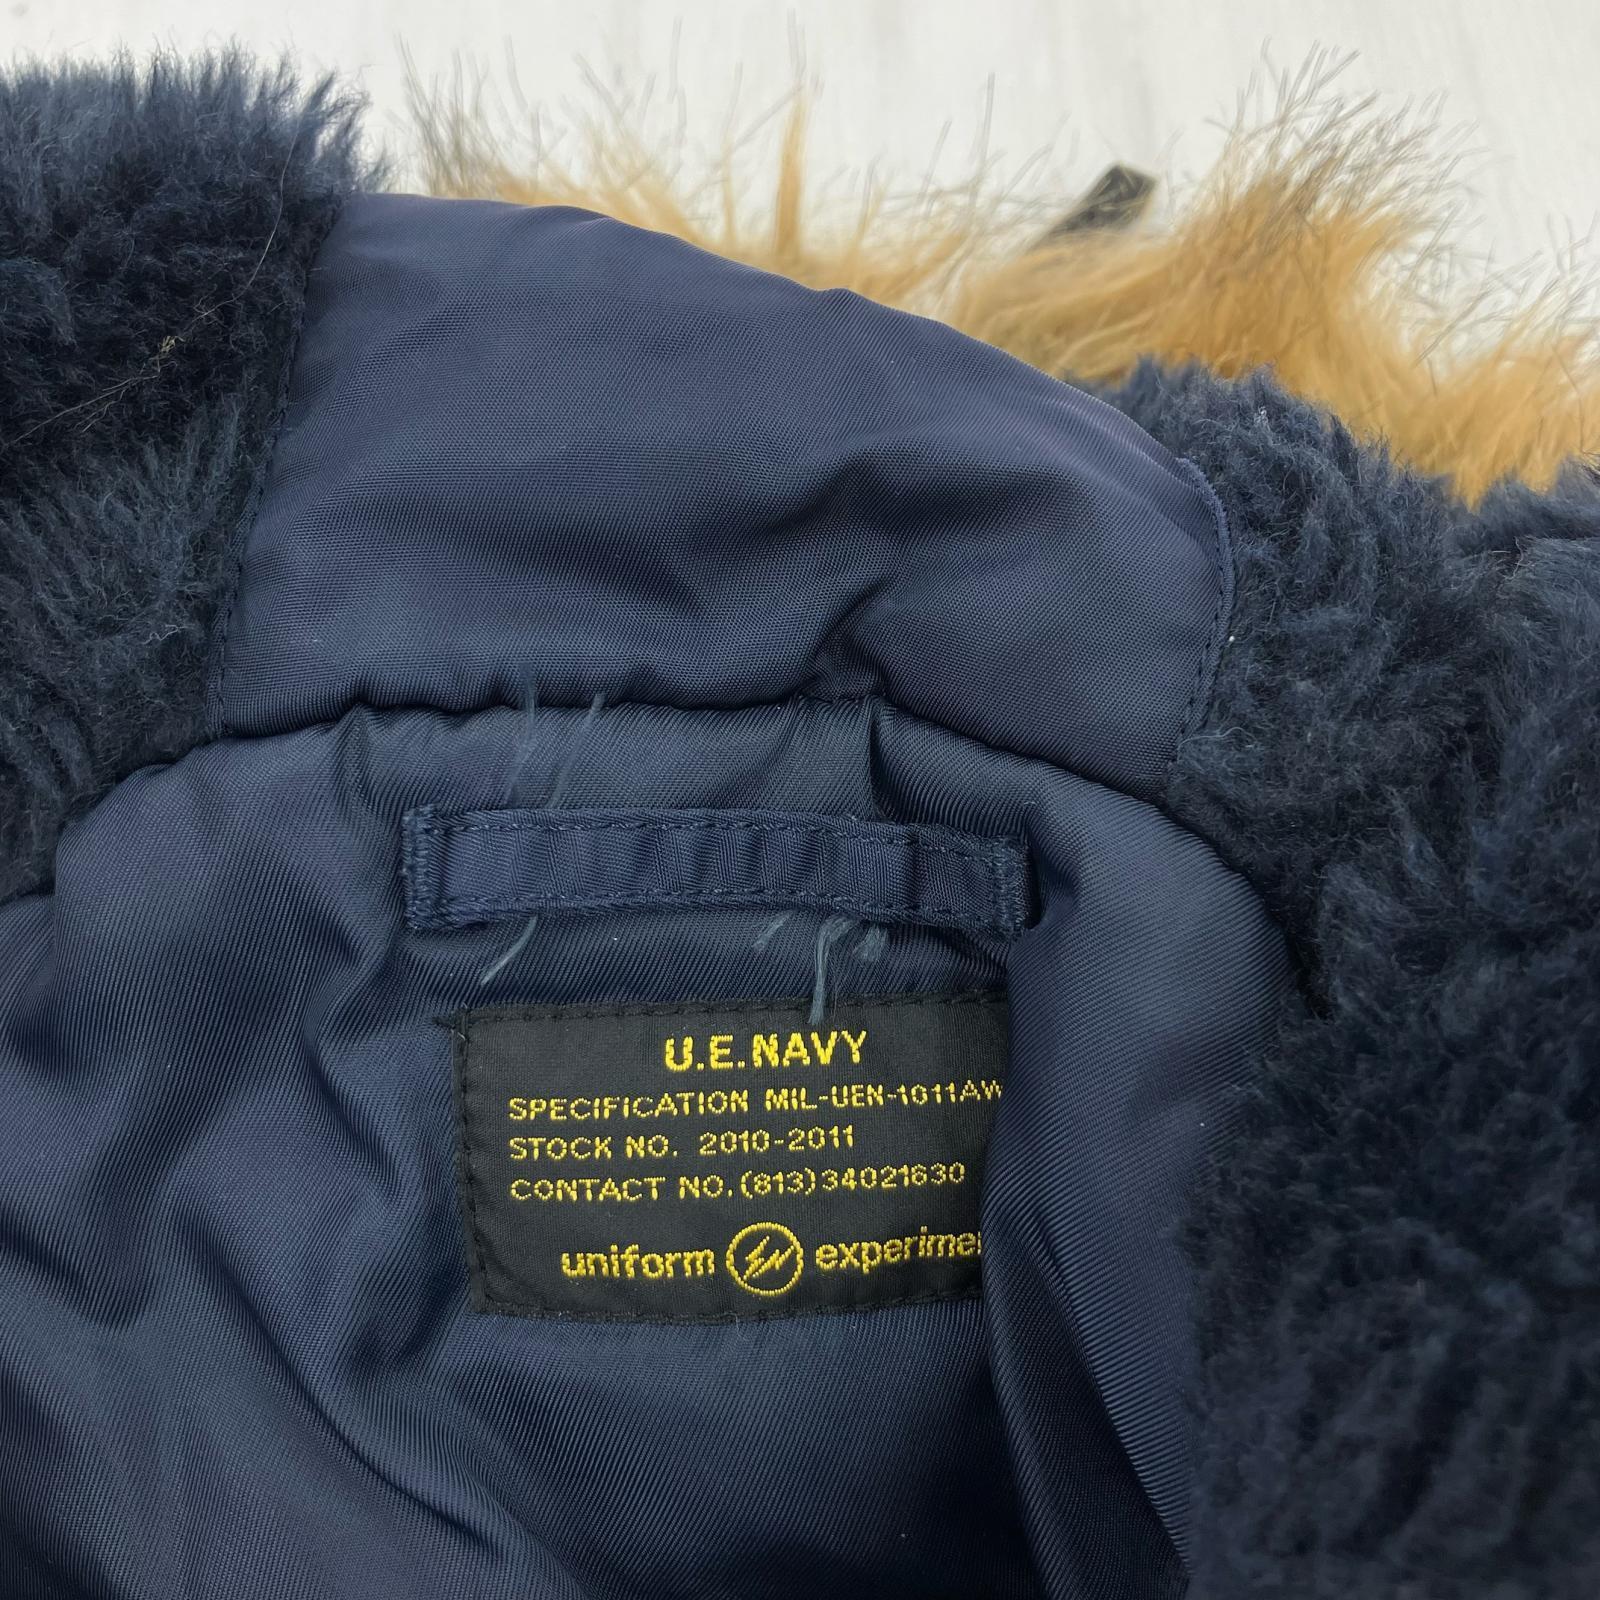 U.E.NAVY
SPECIFICATION MIL-UEN-1011AW
STOCK NO. 2010-2011
CONTACT NO.(813)34021630
uniform experimen